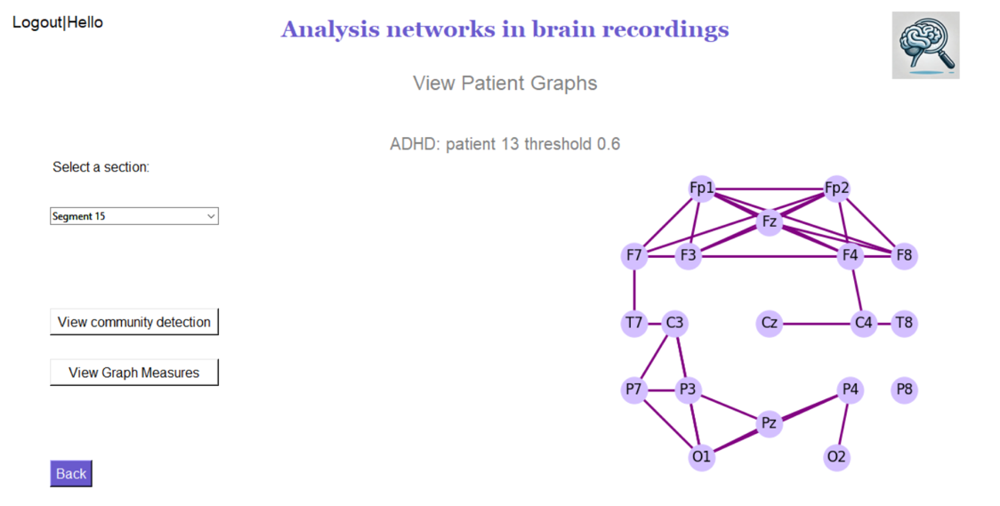 Logout|Hello
Analysis networks in brain recordings
View Patient Graphs
ADHD: patient 13 threshold 0.6
Select a section:
Segment 15
View community detection
View Graph Measures
Back
Fp1 Fp2
Fz
F7 F3 F4 F8
T7 C3 Cz C4 T8
P7 P3 P4 P8
Pz
O1 O2